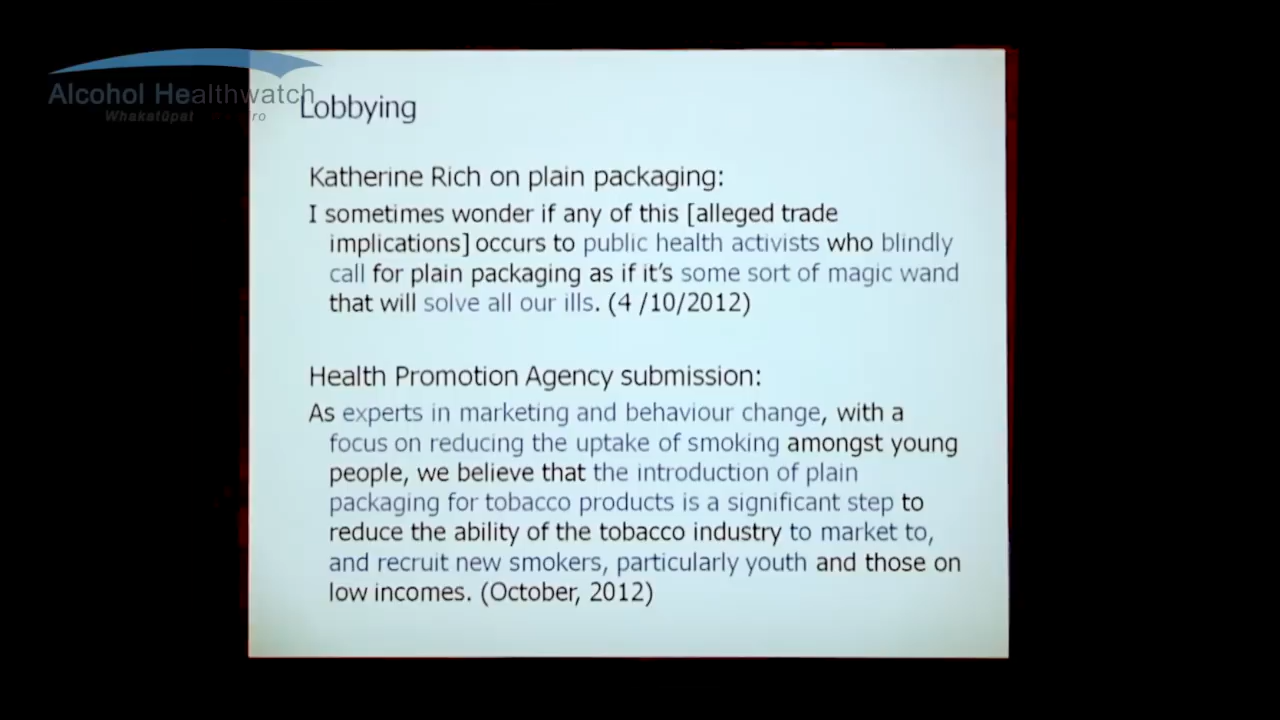 Alcohol Healthwatch
Whakatūpato
Lobbying
Katherine Rich on plain packaging:
I sometimes wonder if any of this [alleged trade
implications] occurs to public health activists who blindly
call for plain packaging as if it’s some sort of magic wand
that will solve all our ills. (4 /10/2012)
Health Promotion Agency submission:
As experts in marketing and behaviour change, with a
focus on reducing the uptake of smoking amongst young
people, we believe that the introduction of plain
packaging for tobacco products is a significant step to
reduce the ability of the tobacco industry to market to,
and recruit new smokers, particularly youth and those on
low incomes. (October, 2012)